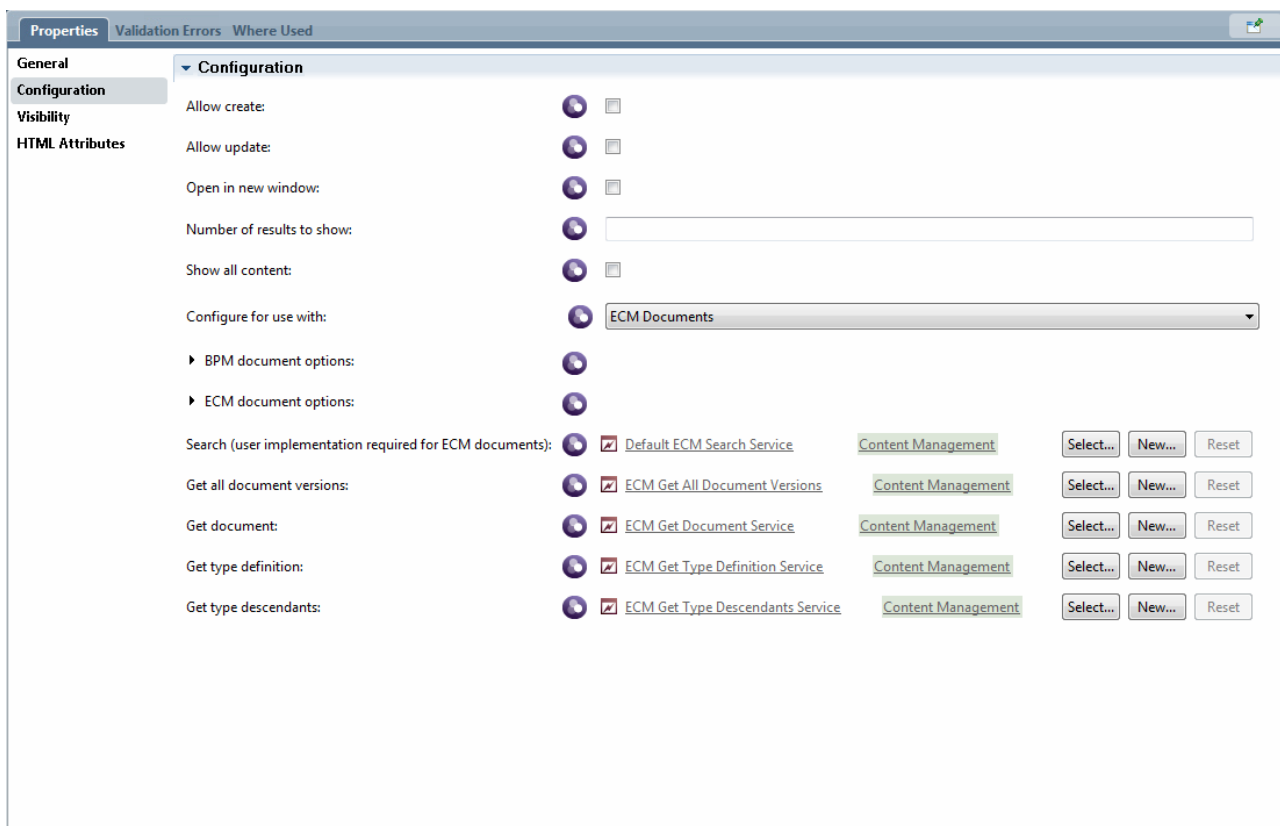 Properties Validation Errors Where Used
General
Configuration
Visibility
HTML Attributes
Configuration
Allow create:
Allow update:
Open in new window:
Number of results to show:
Show all content:
Configure for use with: ECM Documents
BPM document options:
ECM document options:
Search (user implementation required for ECM documents): Default ECM Search Service Content Management Select... New... Reset
Get all document versions: ECM Get All Document Versions Content Management Select... New... Reset
Get document: ECM Get Document Service Content Management Select... New... Reset
Get type definition: ECM Get Type Definition Service Content Management Select... New... Reset
Get type descendants: ECM Get Type Descendants Service Content Management Select... New... Reset